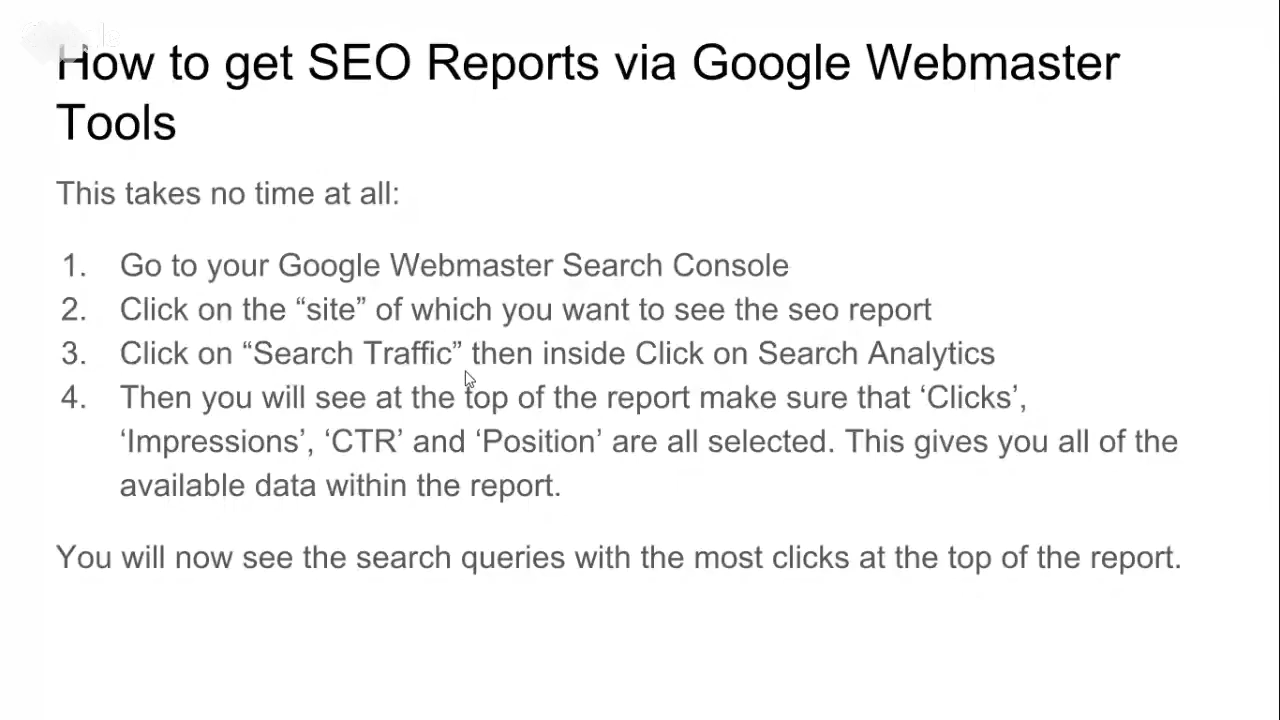 How to get SEO Reports via Google Webmaster
Tools
This takes no time at all:
1. Go to your Google Webmaster Search Console
2. Click on the “site” of which you want to see the seo report
3. Click on “Search Traffic” then inside Click on Search Analytics
4. Then you will see at the top of the report make sure that ‘Clicks’,
‘Impressions’, ‘CTR’ and ‘Position’ are all selected. This gives you all of the
available data within the report.
You will now see the search queries with the most clicks at the top of the report.